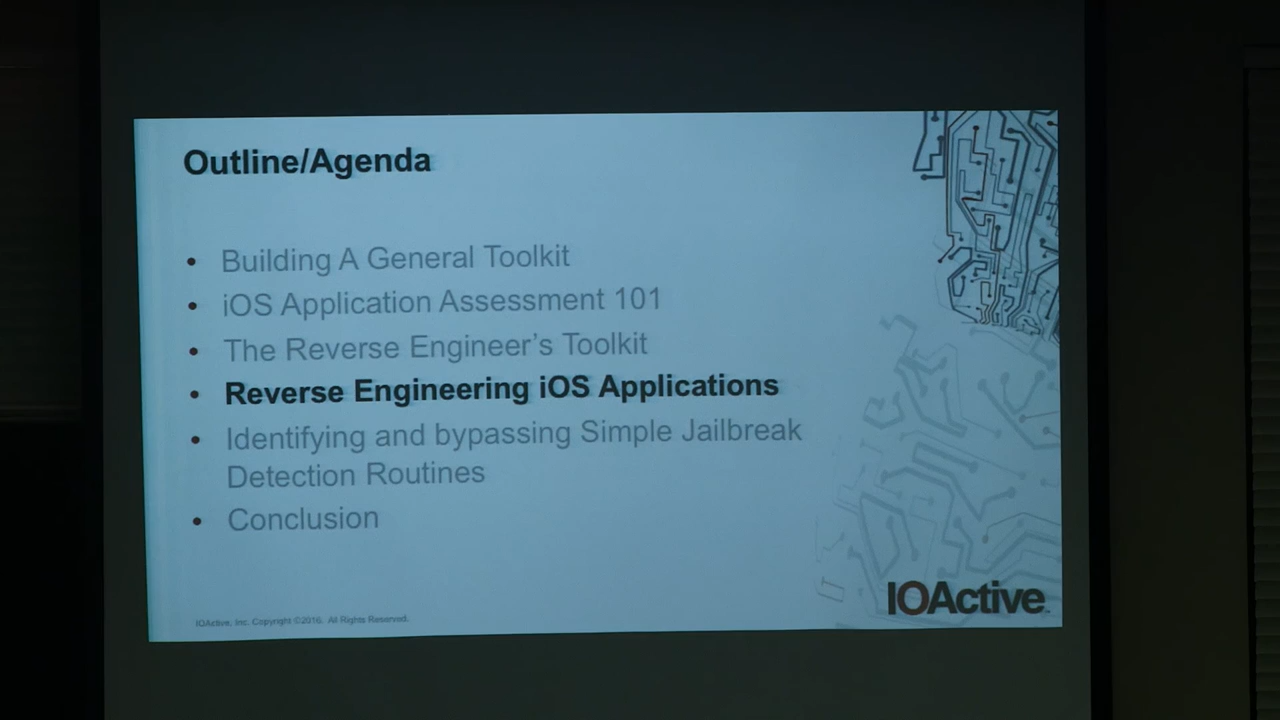 Outline/Agenda
• Building A General Toolkit
• iOS Application Assessment 101
• The Reverse Engineer's Toolkit
• Reverse Engineering iOS Applications
• Identifying and bypassing Simple Jailbreak
Detection Routines
• Conclusion
IOActive, Inc. Copyright ©2016. All Rights Reserved.
IOActive™